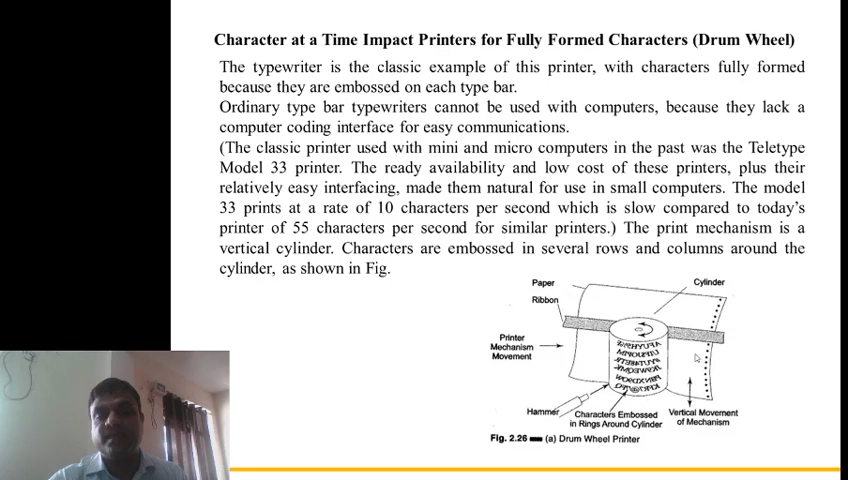 Character at a Time Impact Printers for Fully Formed Characters (Drum Wheel)
The typewriter is the classic example of this printer, with characters fully formed
because they are embossed on each type bar.
Ordinary type bar typewriters cannot be used with computers, because they lack a
computer coding interface for easy communications.
(The classic printer used with mini and micro computers in the past was the Teletype
Model 33 printer. The ready availability and low cost of these printers, plus their
relatively easy interfacing, made them natural for use in small computers. The model
33 prints at a rate of 10 characters per second which is slow compared to today's
printer of 55 characters per second for similar printers.) The print mechanism is a
vertical cylinder. Characters are embossed in several rows and columns around the
cylinder, as shown in Fig.
Paper
Cylinder
Ribbon
Printer
Mechanism
Movement
Hammer
Characters Embossed
in Rings Around Cylinder
Vertical Movement
of Mechanism
Fig. 2.26 (a) Drum Wheel Printer